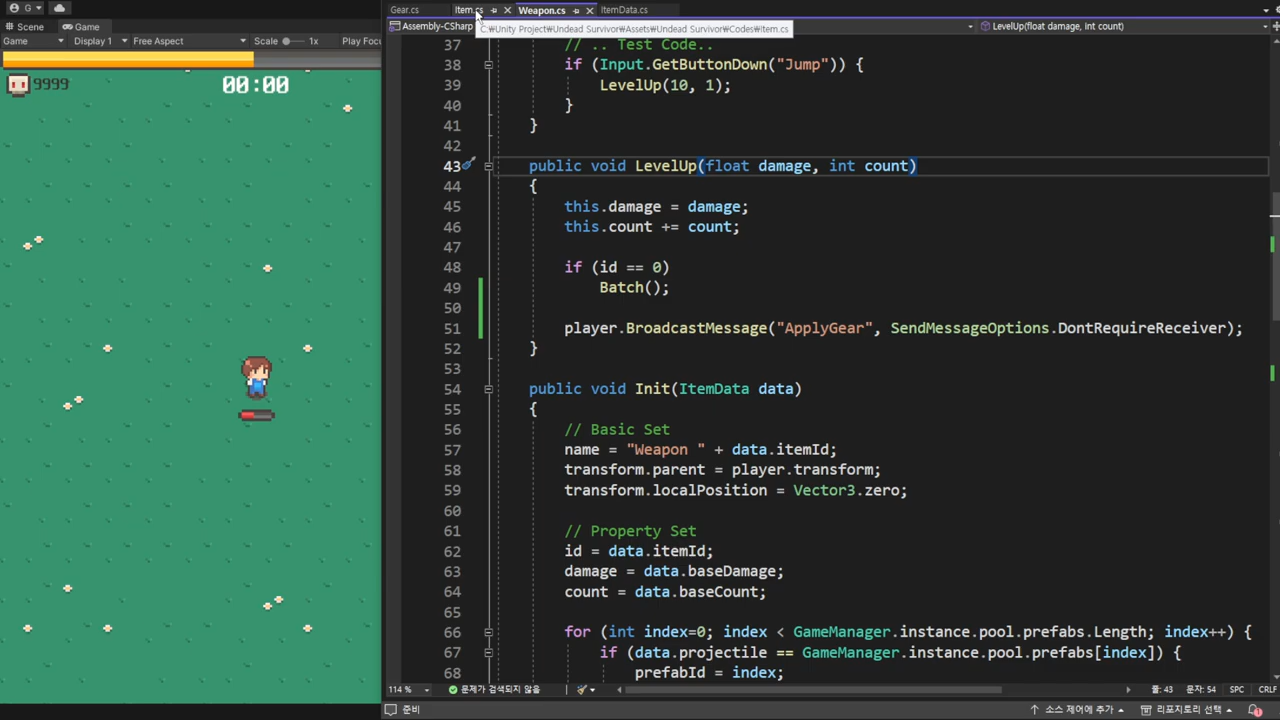 G
Scene
Game
Game
Display 1
Free Aspect
Scale
1x
Play Focu
9999
00:00
Gear.cs
Item.cs
Weapon.cs
ItemData.cs
Assembly-CSharp
LevelUp(float damage, int count)
C:₩Unity Project₩Undead Survivor₩Assets₩Undead Survivor₩Codes₩Item.cs
37 // .. Test Code..
38 if (Input.GetButtonDown("Jump")) {
39 LevelUp(10, 1);
40 }
41 }
42
43 public void LevelUp(float damage, int count)
44 {
45 this.damage = damage;
46 this.count += count;
47
48 if (id == 0)
49 Batch();
50
51 player.BroadcastMessage("ApplyGear", SendMessageOptions.DontRequireReceiver);
52 }
53
54 public void Init(ItemData data)
55 {
56 // Basic Set
57 name = "Weapon " + data.itemId;
58 transform.parent = player.transform;
59 transform.localPosition = Vector3.zero;
60
61 // Property Set
62 id = data.itemId;
63 damage = data.baseDamage;
64 count = data.baseCount;
65
66 for (int index=0; index < GameManager.instance.pool.prefabs.Length; index++) {
67 if (data.projectile == GameManager.instance.pool.prefabs[index]) {
68 prefabId = index;
114 %
문제가 검색되지 않음
줄: 43
문자: 54
SPC
CRLF
준비
소스 제어에 추가
리포지토리 선택